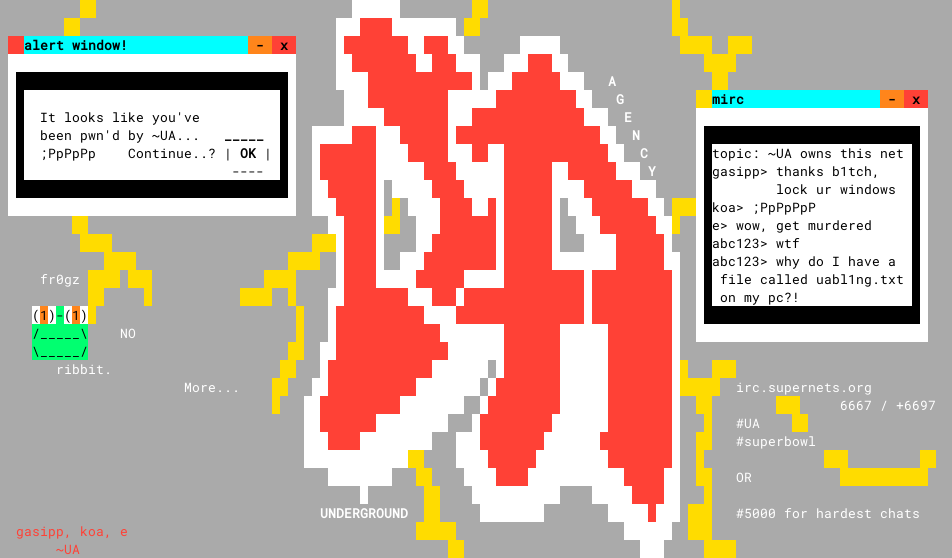 alert window! - x
It looks like you've
been pwn'd by ~UA... _____
;PpPpPp Continue..? | OK |
----
A
G
E
N
C
Y
mirc - x
topic: ~UA owns this net
gasipp> thanks b1tch,
lock ur windows
koa> ;PpPpPpP
e> wow, get murdered
abc123> wtf
abc123> why do I have a
file called uabl1ng.txt
on my pc?!
fr0gz
(1)-(1)
/_____\
\_____/
NO
ribbit.
More...
irc.supernets.org
6667 / +6697
#UA
#superbowl
OR
#5000 for hardest chats
UNDERGROUND
gasipp, koa, e
~UA